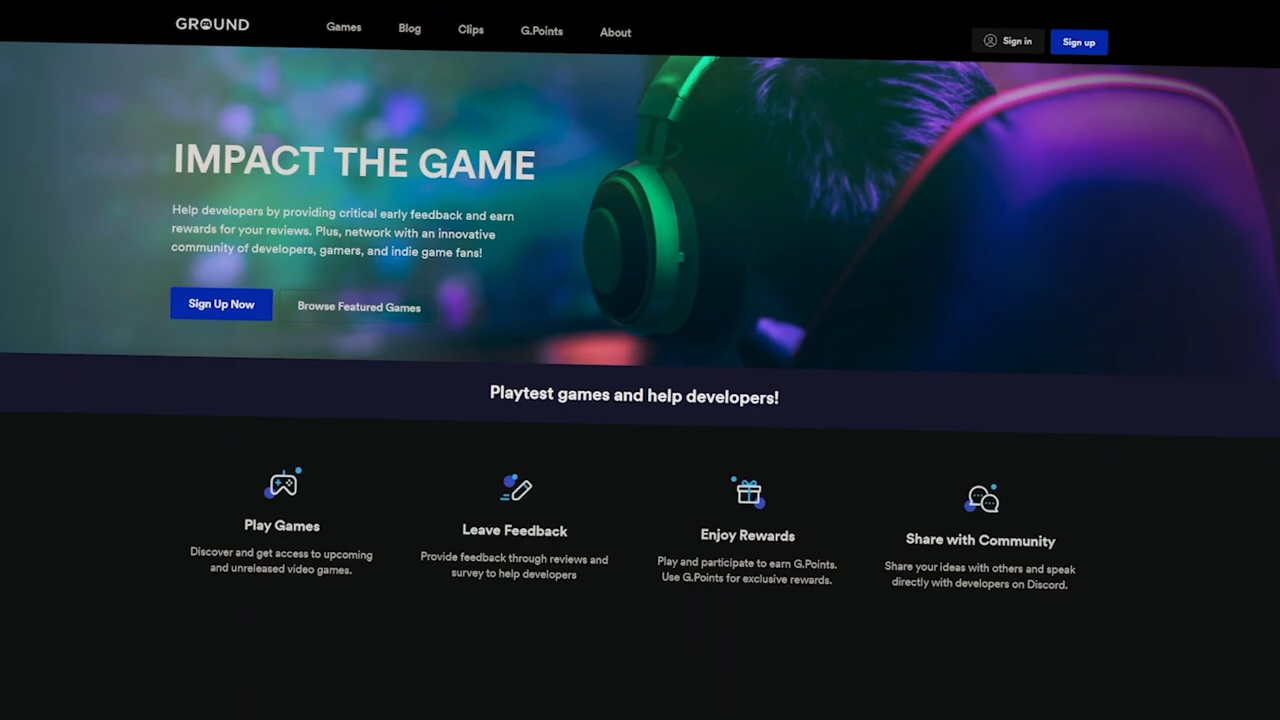 GROUND
Games
Blog
Clips
G.Points
About
Sign in
Sign up
IMPACT THE GAME
Help developers by providing critical early feedback and earn
rewards for your reviews. Plus, network with an innovative
community of developers, gamers, and indie game fans!
Sign Up Now
Browse Featured Games
Playtest games and help developers!
Play Games
Discover and get access to upcoming
and unreleased video games.
Leave Feedback
Provide feedback through reviews and
survey to help developers
Enjoy Rewards
Play and participate to earn G.Points.
Use G.Points for exclusive rewards.
Share with Community
Share your ideas with others and speak
directly with developers on Discord.